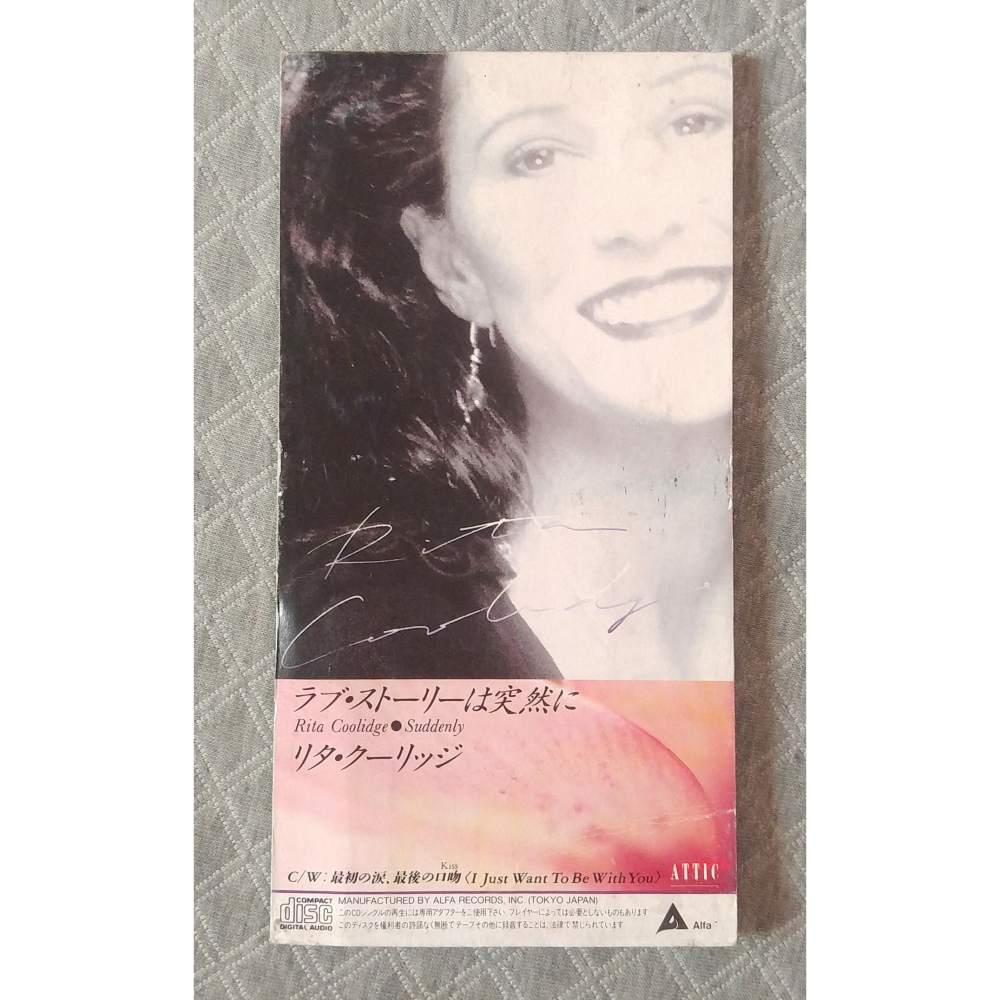 Rita
Coolidge
ラブ・ストーリーは突然に
Rita Coolidge●Suddenly
リタ・クーリッジ
Kiss
C/W:最初の涙、最後の口吻〈I Just Want To Be With You〉
ATTIC
COMPACT
disc
DIGITAL AUDIO
MANUFACTURED BY ALFA RECORDS, INC. (TOKYO JAPAN)
このCDシングルの再生には専用アダプターをご使用下さい。プレイヤーによっては必要としないものもあります
このディスクを権利者の許諾なく無断でテープその他に録音することは、法律で禁じられています
Alfa™